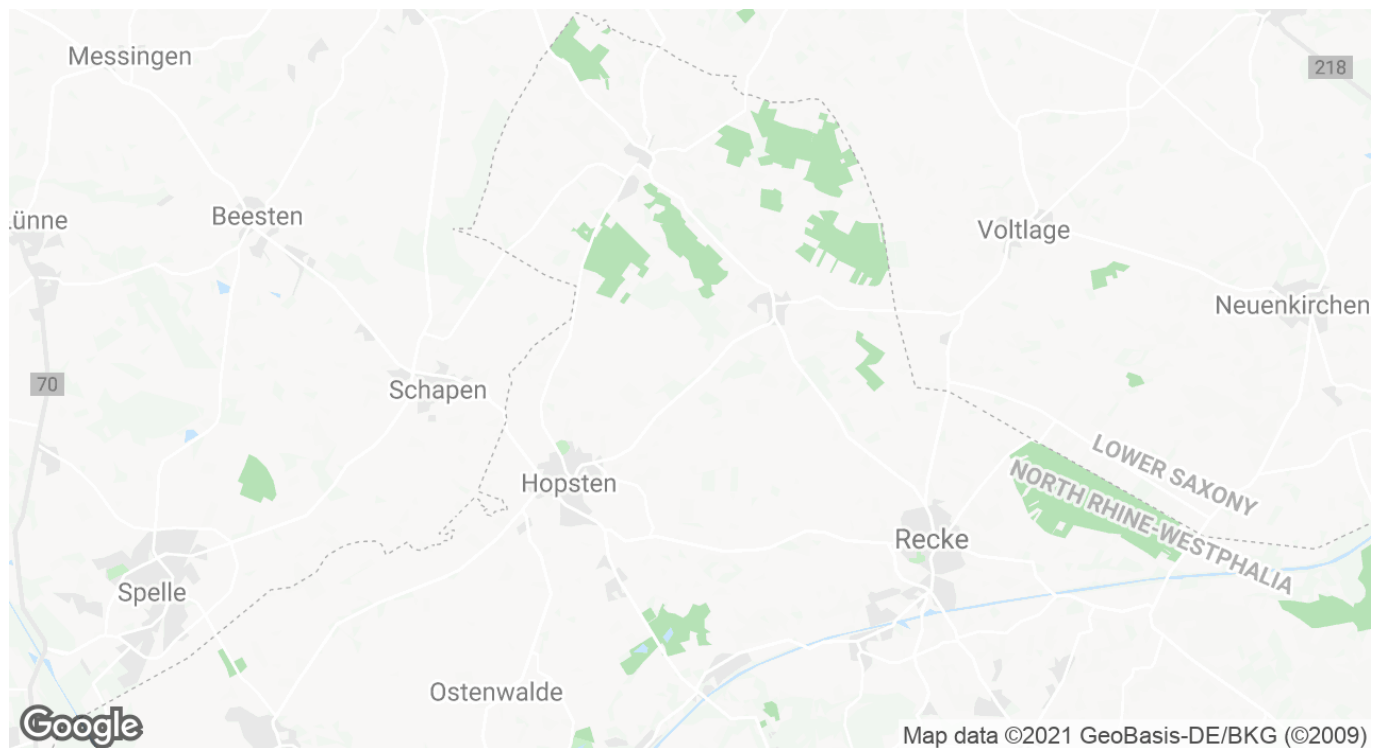 Messingen
218
Beesten
ünne
Voltlage
Neuenkirchen
70
Schapen
LOWER SAXONY
NORTH RHINE-WESTPHALIA
Hopsten
Recke
Spelle
Ostenwalde
Google
Map data ©2021 GeoBasis-DE/BKG (©2009)